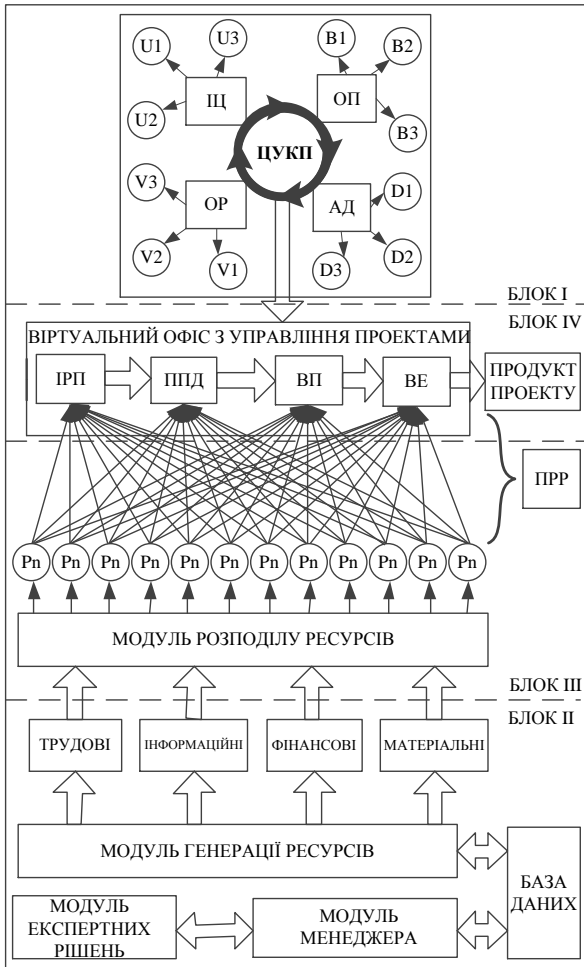 U1
U3
B1
B2
ІЦ
ОП
U2
B3
ЦУКП
V3
ОР
АД
D1
V2
V1
D3
D2
БЛОК I
БЛОК IV
ВІРТУАЛЬНИЙ ОФІС З УПРАВЛІННЯ ПРОЕКТАМИ
ІРП
ППД
ВП
ВЕ
ПРОДУКТ
ПРОЕКТУ
ПРР
Pn Pn Pn Pn Pn Pn Pn Pn Pn Pn Pn Pn
МОДУЛЬ РОЗПОДІЛУ РЕСУРСІВ
БЛОК III
БЛОК II
ТРУДОВІ
ІНФОРМАЦІЙНІ
ФІНАНСОВІ
МАТЕРІАЛЬНІ
МОДУЛЬ ГЕНЕРАЦІЇ РЕСУРСІВ
БАЗА
ДАНИХ
МОДУЛЬ
ЕКСПЕРТНИХ
РІШЕНЬ
МОДУЛЬ
МЕНЕДЖЕРА